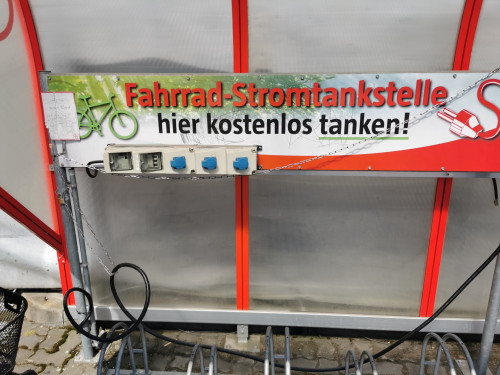 Fahrrad-Stromtankstelle
hier kostenlos tanken!